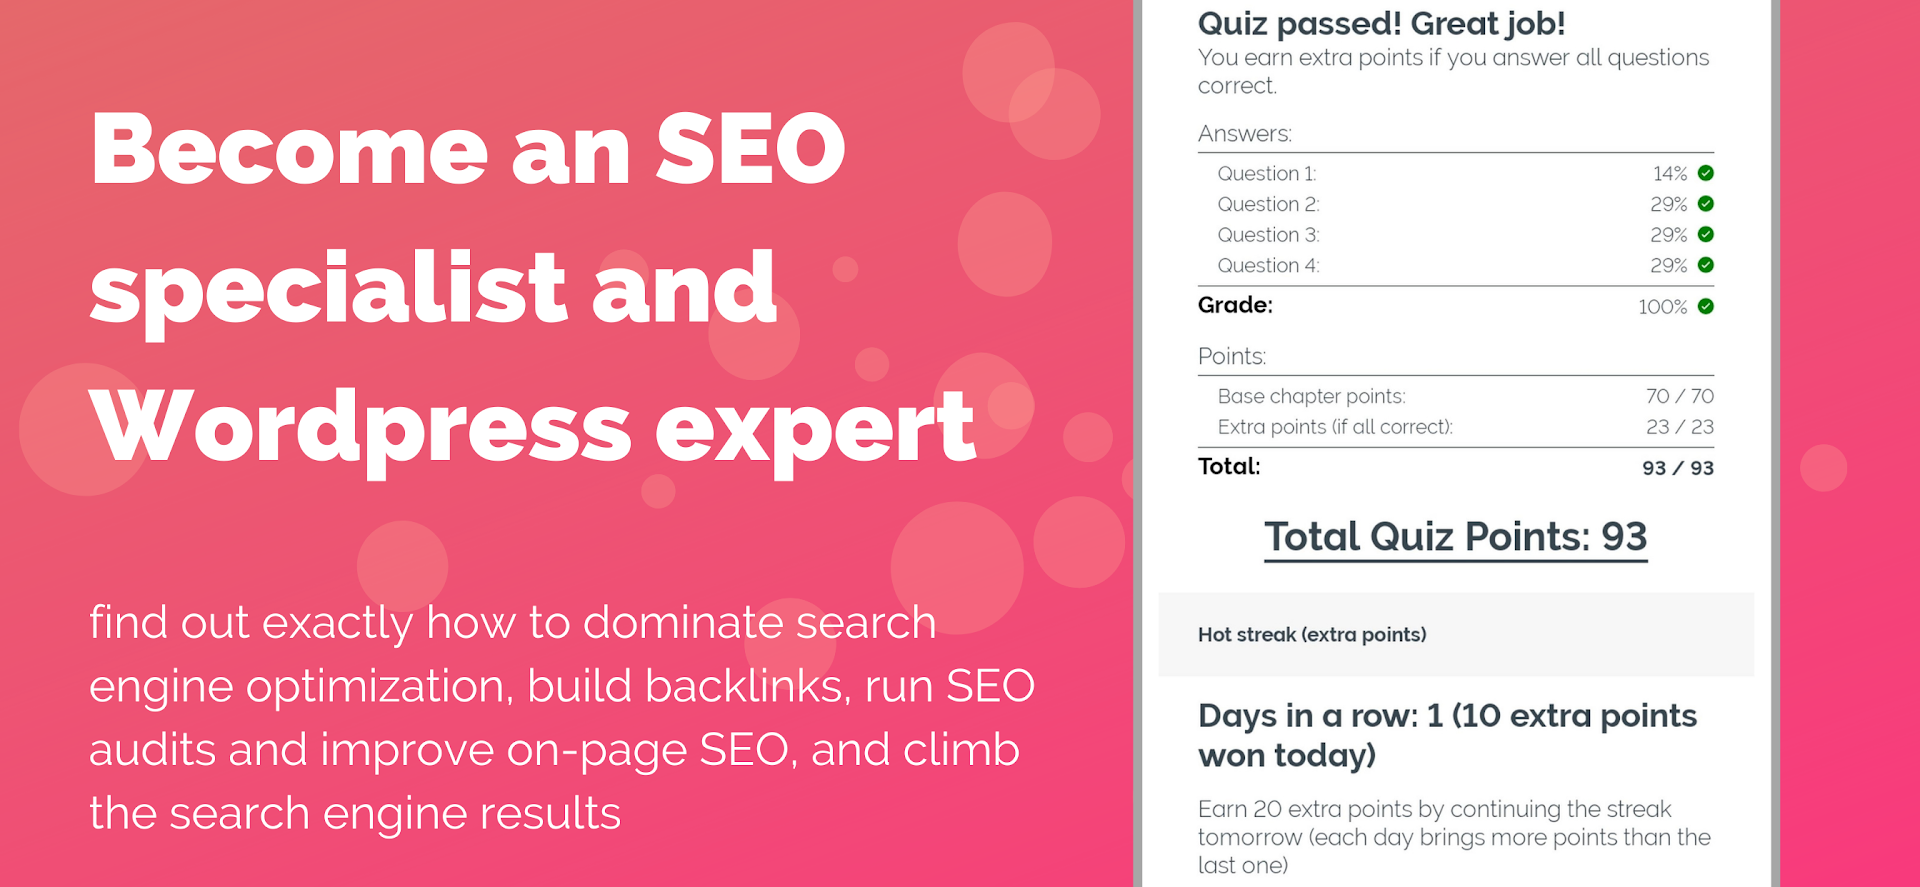 Become an SEO
specialist and
Wordpress expert
find out exactly how to dominate search
engine optimization, build backlinks, run SEO
audits and improve on-page SEO, and climb
the search engine results
Quiz passed! Great job!
You earn extra points if you answer all questions
correct.
Answers:
Question 1: 14%
Question 2: 29%
Question 3: 29%
Question 4: 29%
Grade: 100%
Points:
Base chapter points: 70 / 70
Extra points (if all correct): 23 / 23
Total: 93 / 93
Total Quiz Points: 93
Hot streak (extra points)
Days in a row: 1 (10 extra points
won today)
Earn 20 extra points by continuing the streak
tomorrow (each day brings more points than the
last one)